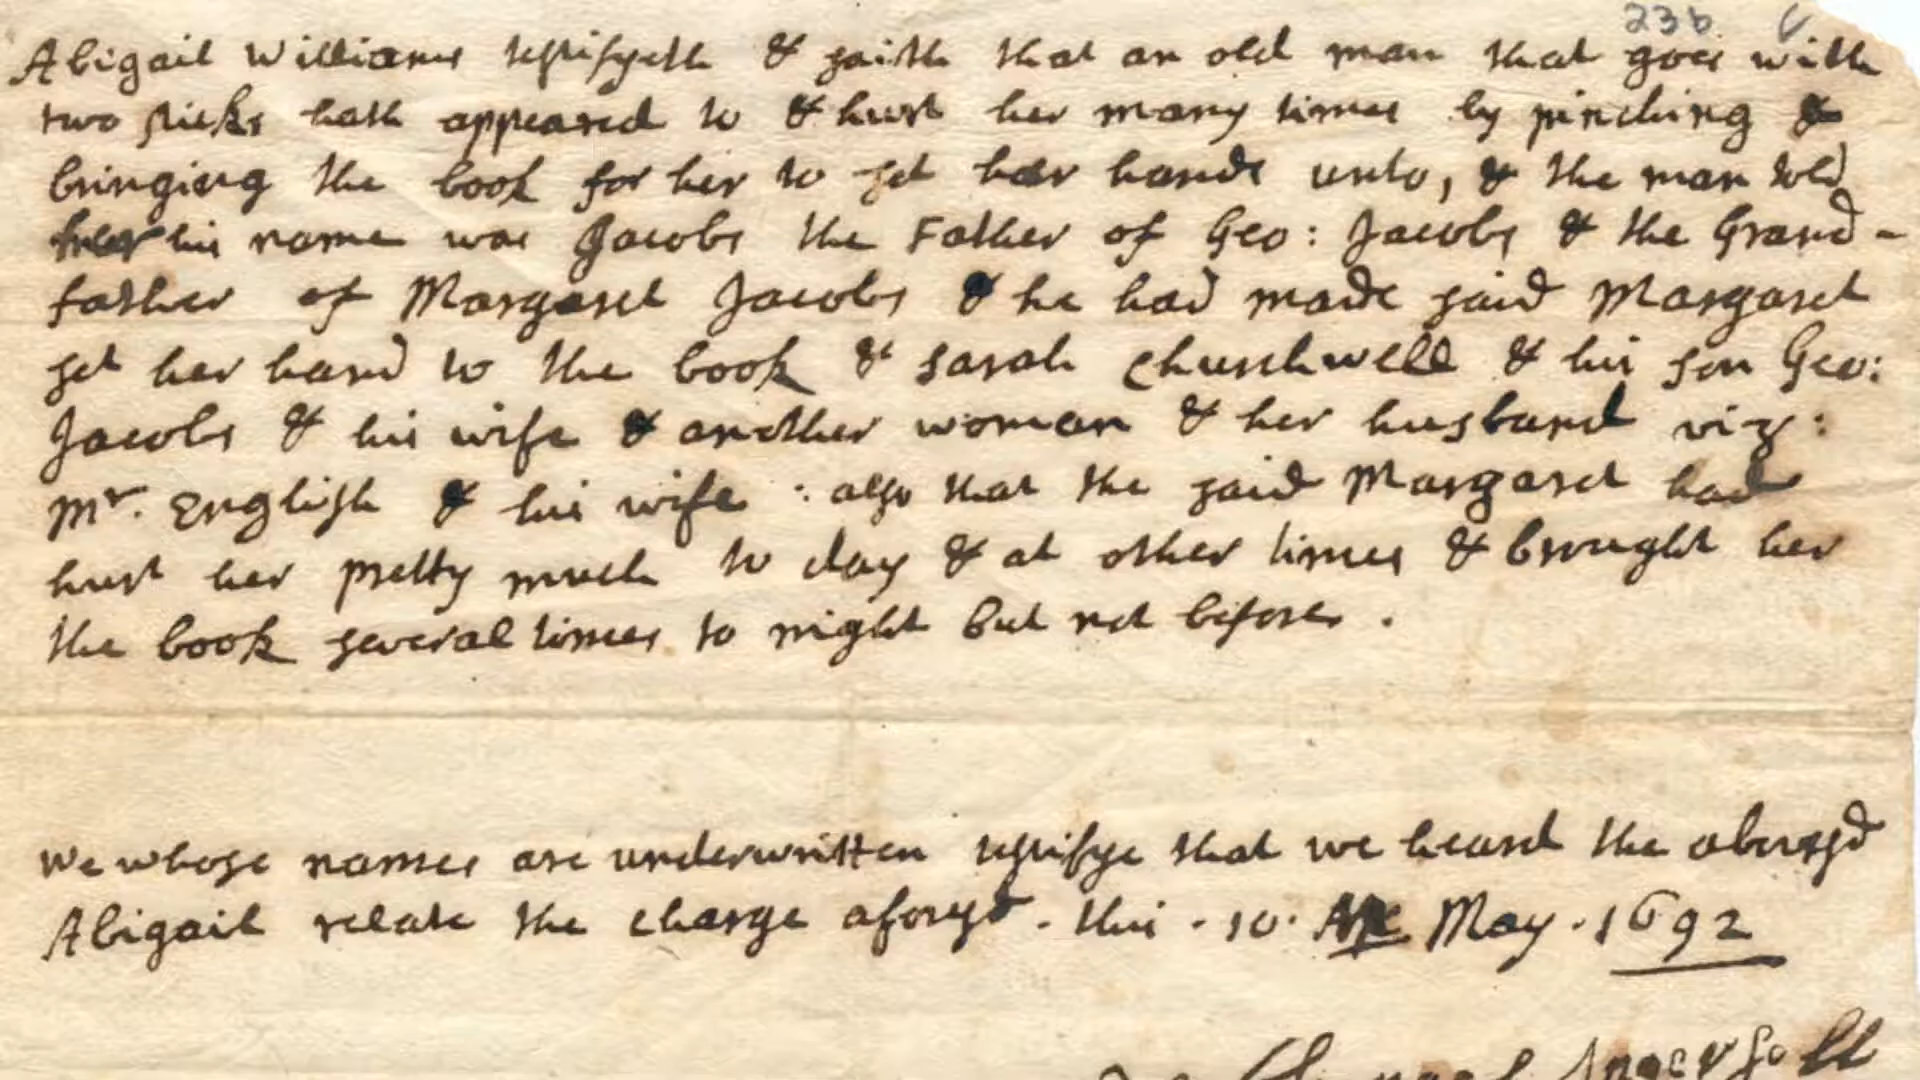 236
Abigail Williams testifyeth & saith that an old man that goes with
two sticks hath appeared to & hurt her many times by pinching &
bringing the book for her to set her hande unto, & the man told
her his name was Jacobs the Father of Geo: Jacobs & the Grand-
father of Margaret Jacobs & he had made said Margaret
set her hand to the book & Sarah Churchwell & his son Geo:
Jacobs & his wife & another woman & her husband viz:
Mr. English & his wife : also that the said Margaret had
hurt her pretty much to day & at other times & brought her
the book several times to night but not before .
We whose names are underwritten testifye that we heard the abovesd
Abigail relate the charge aforesd . this . 10 . May . 1692
Ingersoll